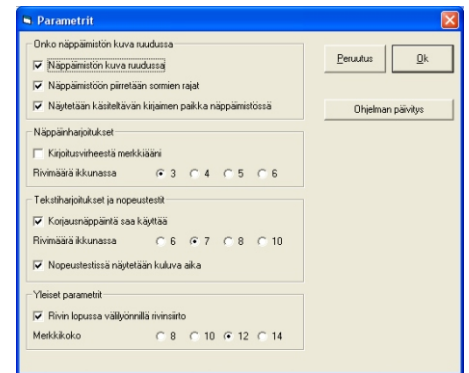 Parametrit
Onko näppäimistön kuva ruudussa
Näppäimistön kuva ruudussa
Näppäimistöön piirretään sormien rajat
Näytetään käsiteltävän kirjaimen paikka näppäimistössä
Peruutus
Ok
Ohjelman päivitys
Näppäinharjoitukset
Kirjoitusvirheestä merkkiääni
Rivimäärä ikkunassa 3 4 5 6
Tekstiharjoitukset ja nopeustestit
Korjausnäppäintä saa käyttää
Rivimäärä ikkunassa 6 7 8 10
Nopeustestissä näytetään kuluva aika
Yleiset parametrit
Rivin lopussa välilyönnillä rivinsiirto
Merkkikoko 8 10 12 14